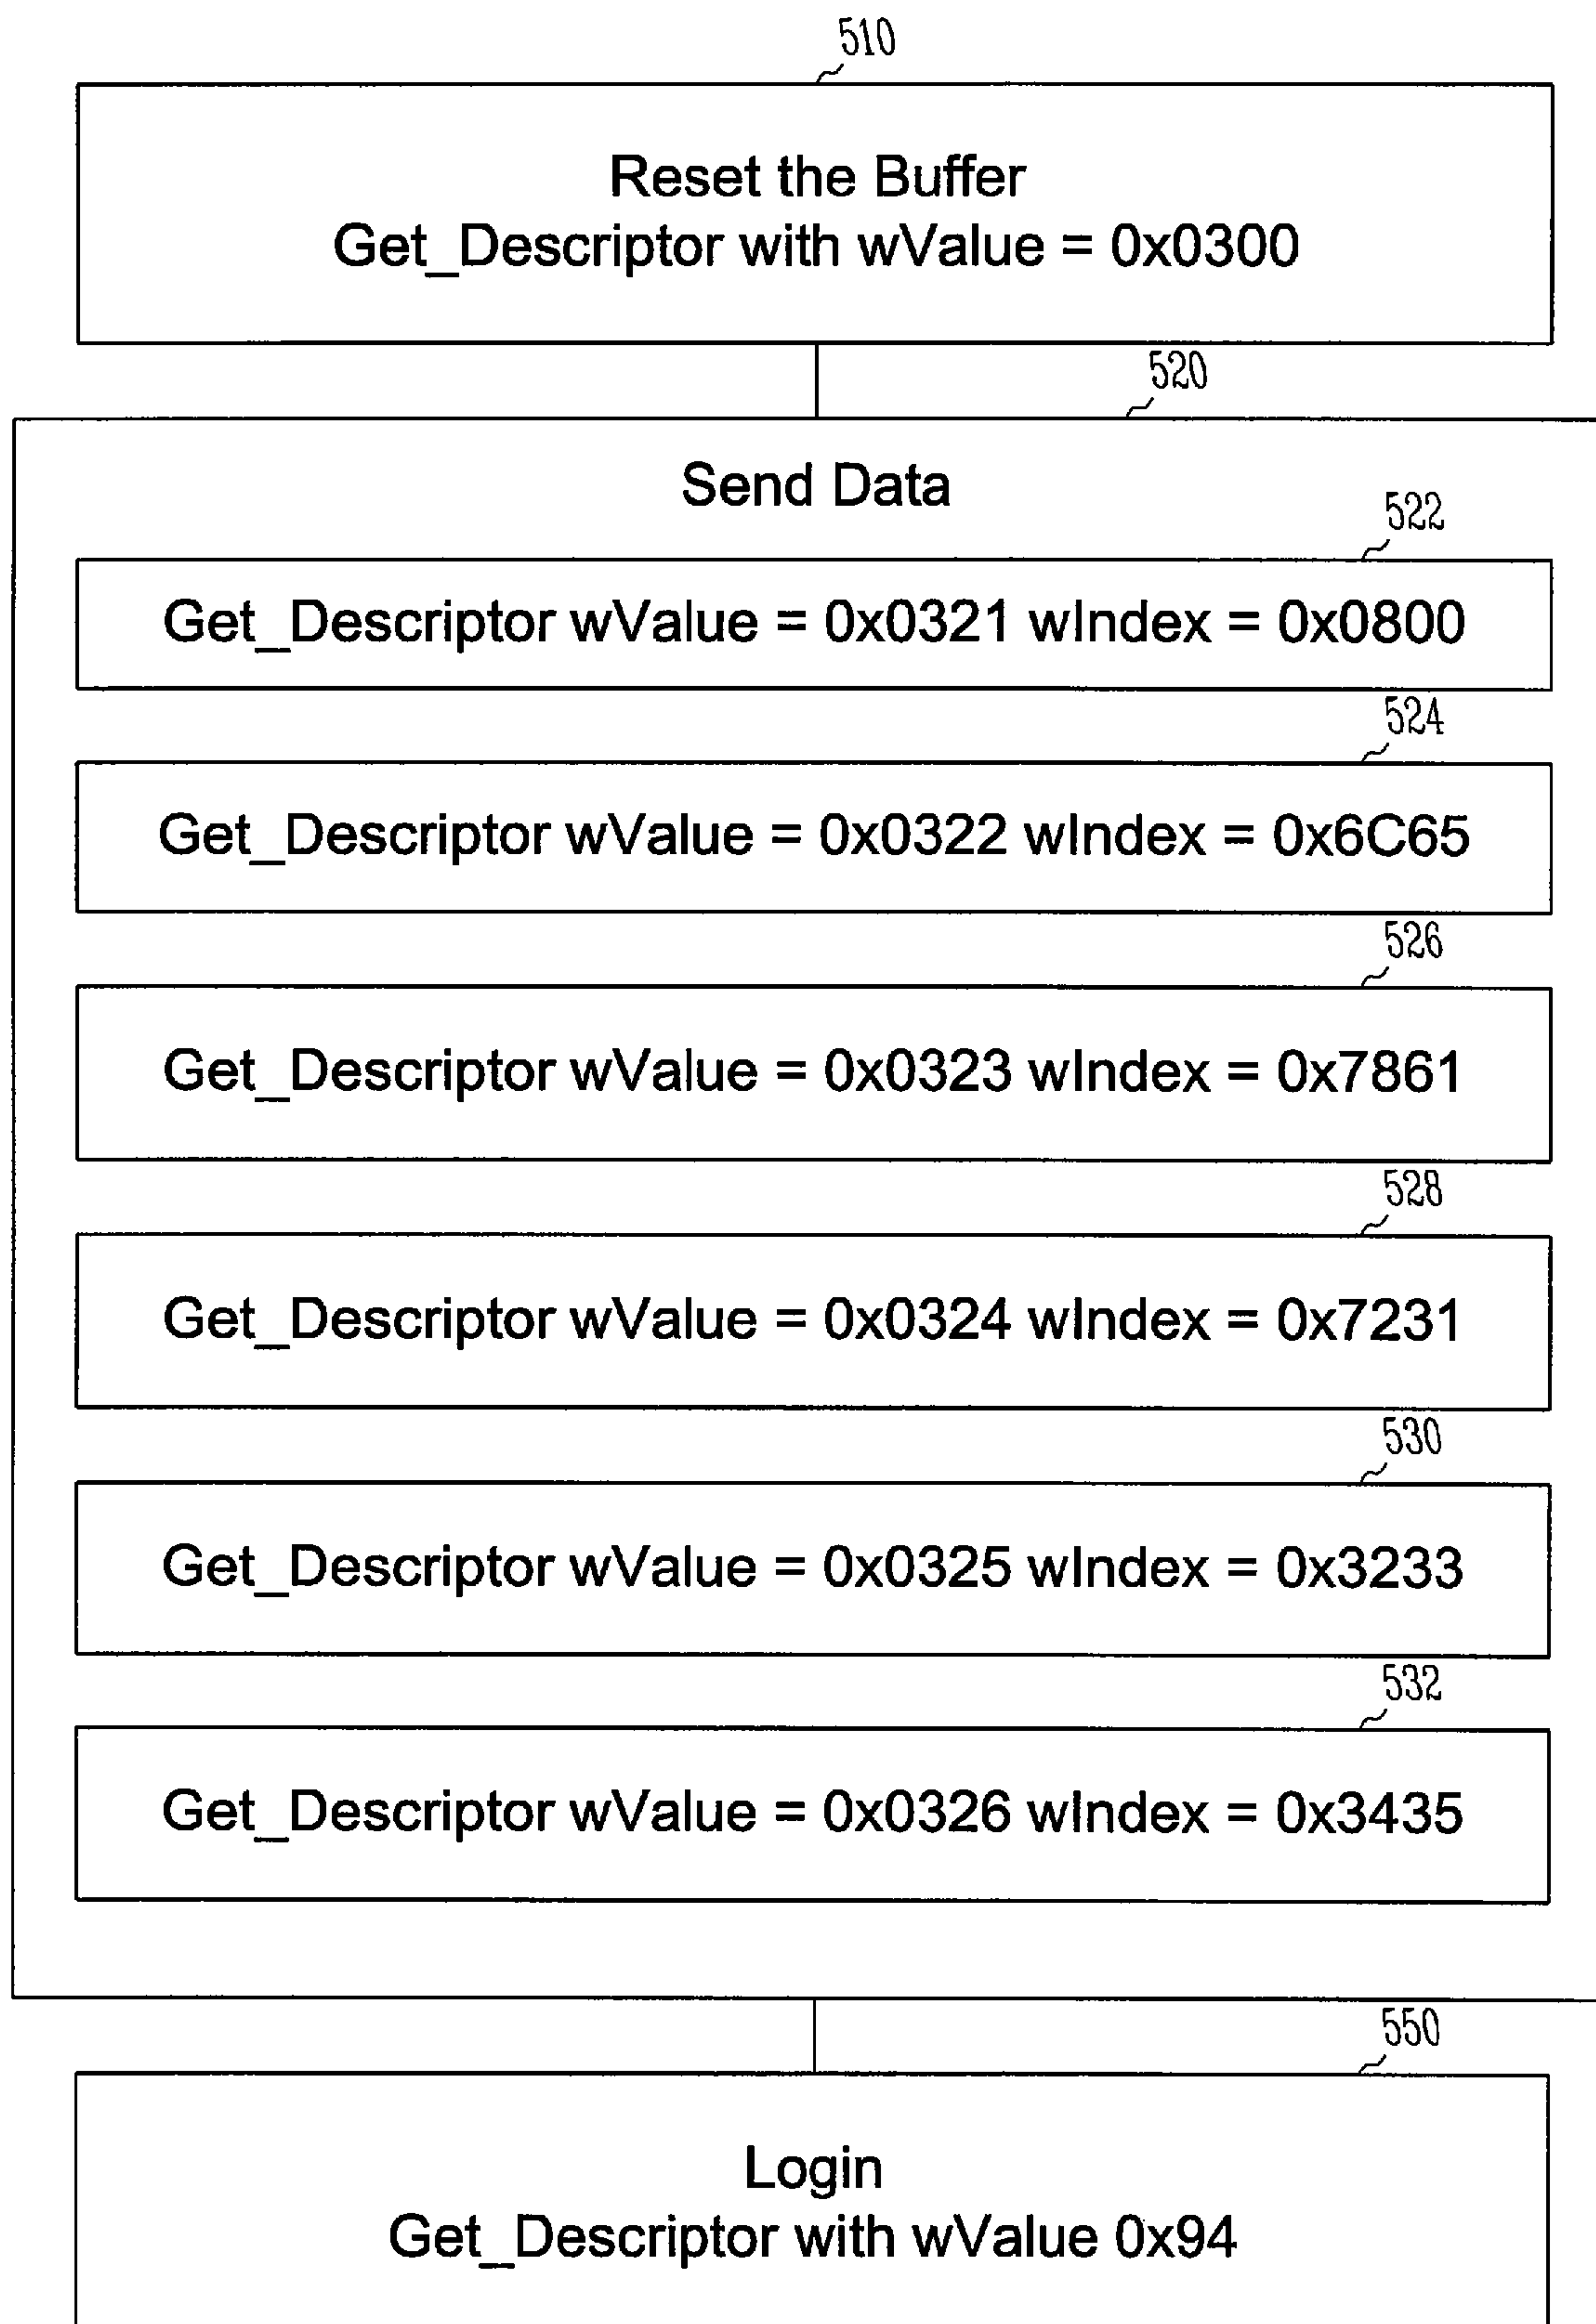 510
Reset the Buffer
Get_Descriptor with wValue = 0x0300
520
Send Data
522
Get_Descriptor wValue = 0x0321 wIndex = 0x0800
524
Get_Descriptor wValue = 0x0322 wIndex = 0x6C65
526
Get_Descriptor wValue = 0x0323 wIndex = 0x7861
528
Get_Descriptor wValue = 0x0324 wIndex = 0x7231
530
Get_Descriptor wValue = 0x0325 wIndex = 0x3233
532
Get_Descriptor wValue = 0x0326 wIndex = 0x3435
550
Login
Get_Descriptor with wValue 0x94